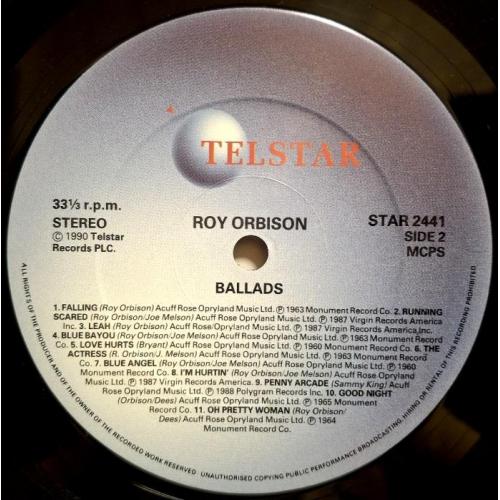 TELSTAR
33⅓ r.p.m.
STEREO
© 1990 Telstar
Records PLC.
ROY ORBISON
STAR 2441
SIDE 2
MCPS
BALLADS
1. FALLING (Roy Orbison) Acuff Rose Opryland Music Ltd. ℗ 1963 Monument Record Co. 2. RUNNING
SCARED (Roy Orbison/Joe Melson) Acuff Rose Opryland Music Ltd. ℗ 1987 Virgin Records America
Inc. 3. LEAH (Roy Orbison) Acuff Rose/Opryland Music Ltd. ℗ 1987 Virgin Records America, Inc.
4. BLUE BAYOU (Roy Orbison/Joe Melson) Acuff Rose Opryland Music Ltd. ℗ 1963 Monument Record
Co. 5. LOVE HURTS (Bryant) Acuff Rose Opryland Music Ltd. ℗ 1960 Monument Record Co. 6. THE
ACTRESS (R. Orbison/J. Melson) Acuff Rose Opryland Music Ltd. ℗ 1963 Monument Record
Co. 7. BLUE ANGEL (Roy Orbison/Joe Melson) Acuff Rose Opryland Music Ltd. ℗ 1960
Monument Record Co. 8. I'M HURTIN' (Roy Orbison/Joe Melson) Acuff Rose Opryland Music
Ltd. ℗ 1987 Virgin Records America. 9. PENNY ARCADE (Sammy King) Acuff
Rose Opryland Music Ltd. ℗ 1988 Polygram Records Inc. 10. GOOD NIGHT
(Orbison/Dees) Acuff Rose Opryland Music Ltd. ℗ 1965 Monument
Record Co. 11. OH PRETTY WOMAN (Roy Orbison/
Dees) Acuff Rose Opryland Music Ltd. ℗ 1964
Monument Record Co.
ALL RIGHTS OF THE PRODUCER AND OF THE OWNER OF THE RECORDED WORK RESERVED. UNAUTHORISED COPYING PUBLIC PERFORMANCE BROADCASTING, HIRING OR RENTAL OF THIS RECORDING PROHIBITED